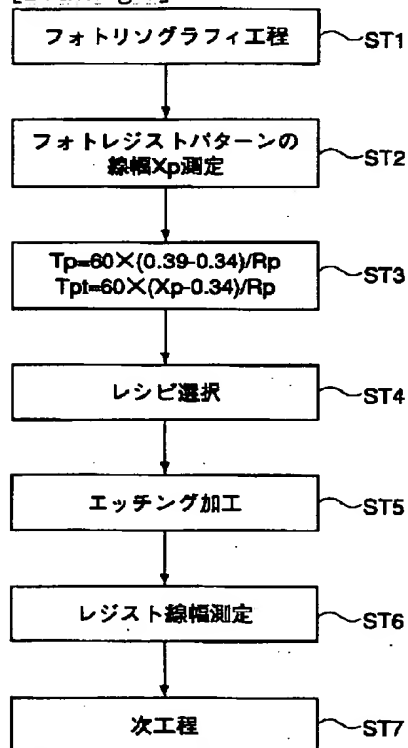 フォトリソグラフィ工程
ST1
フォトレジストパターンの
線幅Xp測定
ST2
Tp=60×(0.39-0.34)/Rp
Tpt=60×(Xp-0.34)/Rp
ST3
レシピ選択
ST4
エッチング加工
ST5
レジスト線幅測定
ST6
次工程
ST7